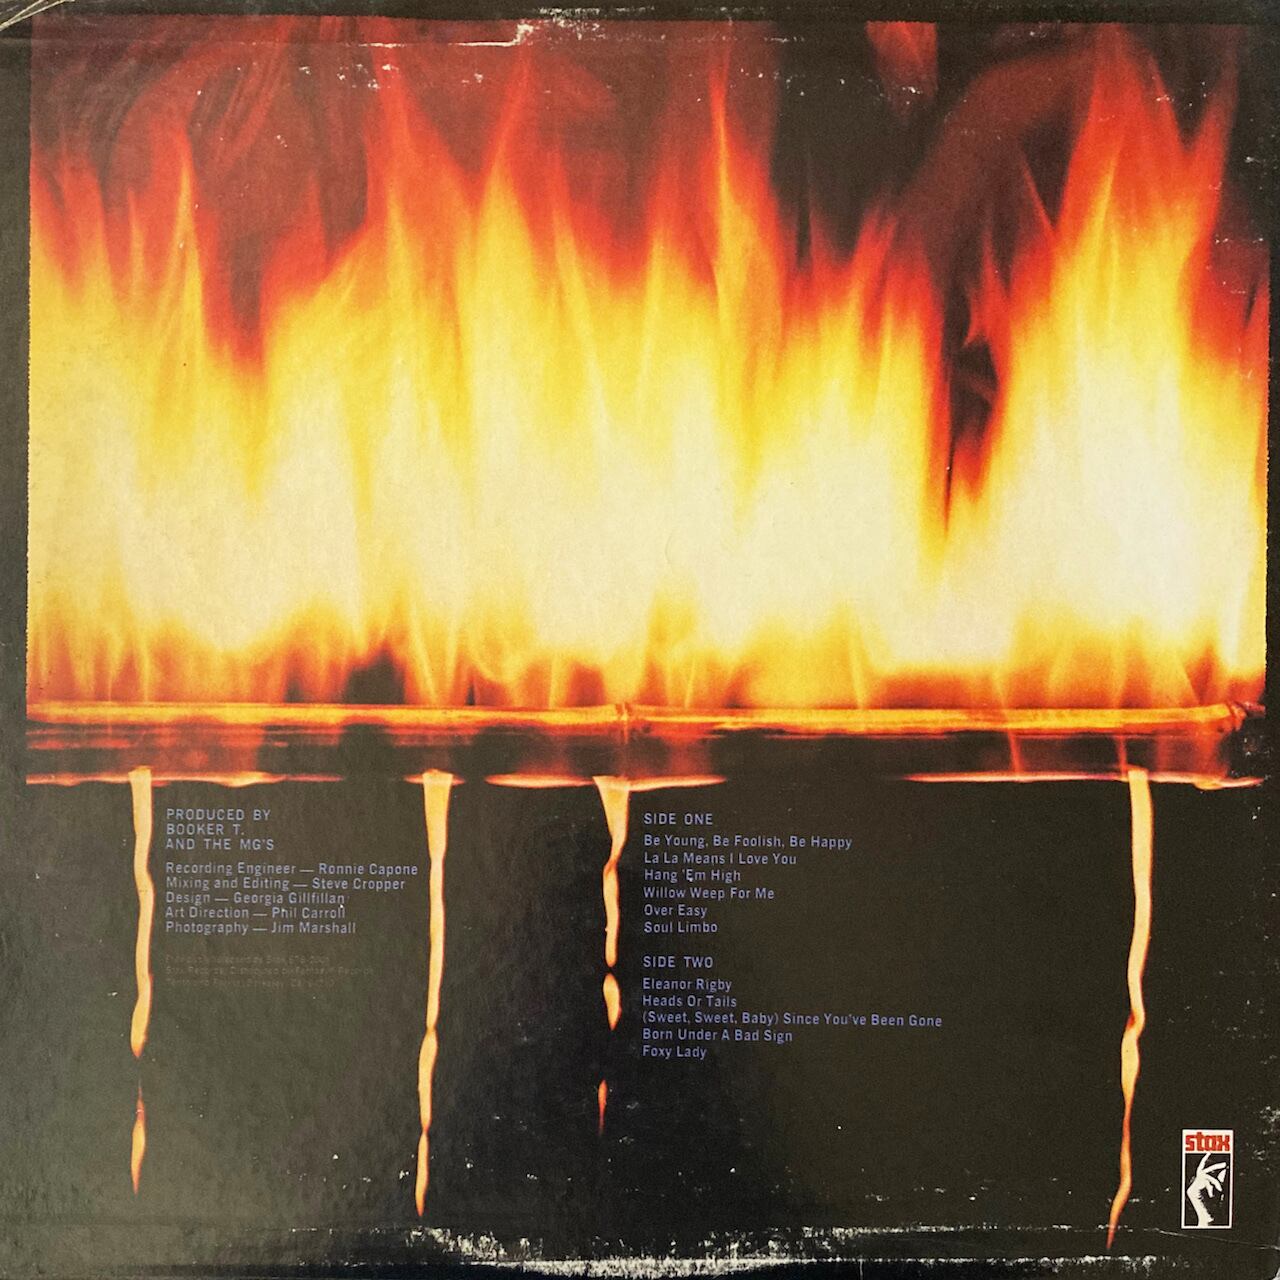 PRODUCED BY
BOOKER T.
AND THE MG'S
Recording Engineer — Ronnie Capone
Mixing and Editing — Steve Cropper
Design — Georgia Gillfillan
Art Direction — Phil Carroll
Photography — Jim Marshall
SIDE ONE
Be Young, Be Foolish, Be Happy
La La Means I Love You
Hang 'Em High
Willow Weep For Me
Over Easy
Soul Limbo
SIDE TWO
Eleanor Rigby
Heads Or Tails
(Sweet, Sweet, Baby) Since You've Been Gone
Born Under A Bad Sign
Foxy Lady
stax